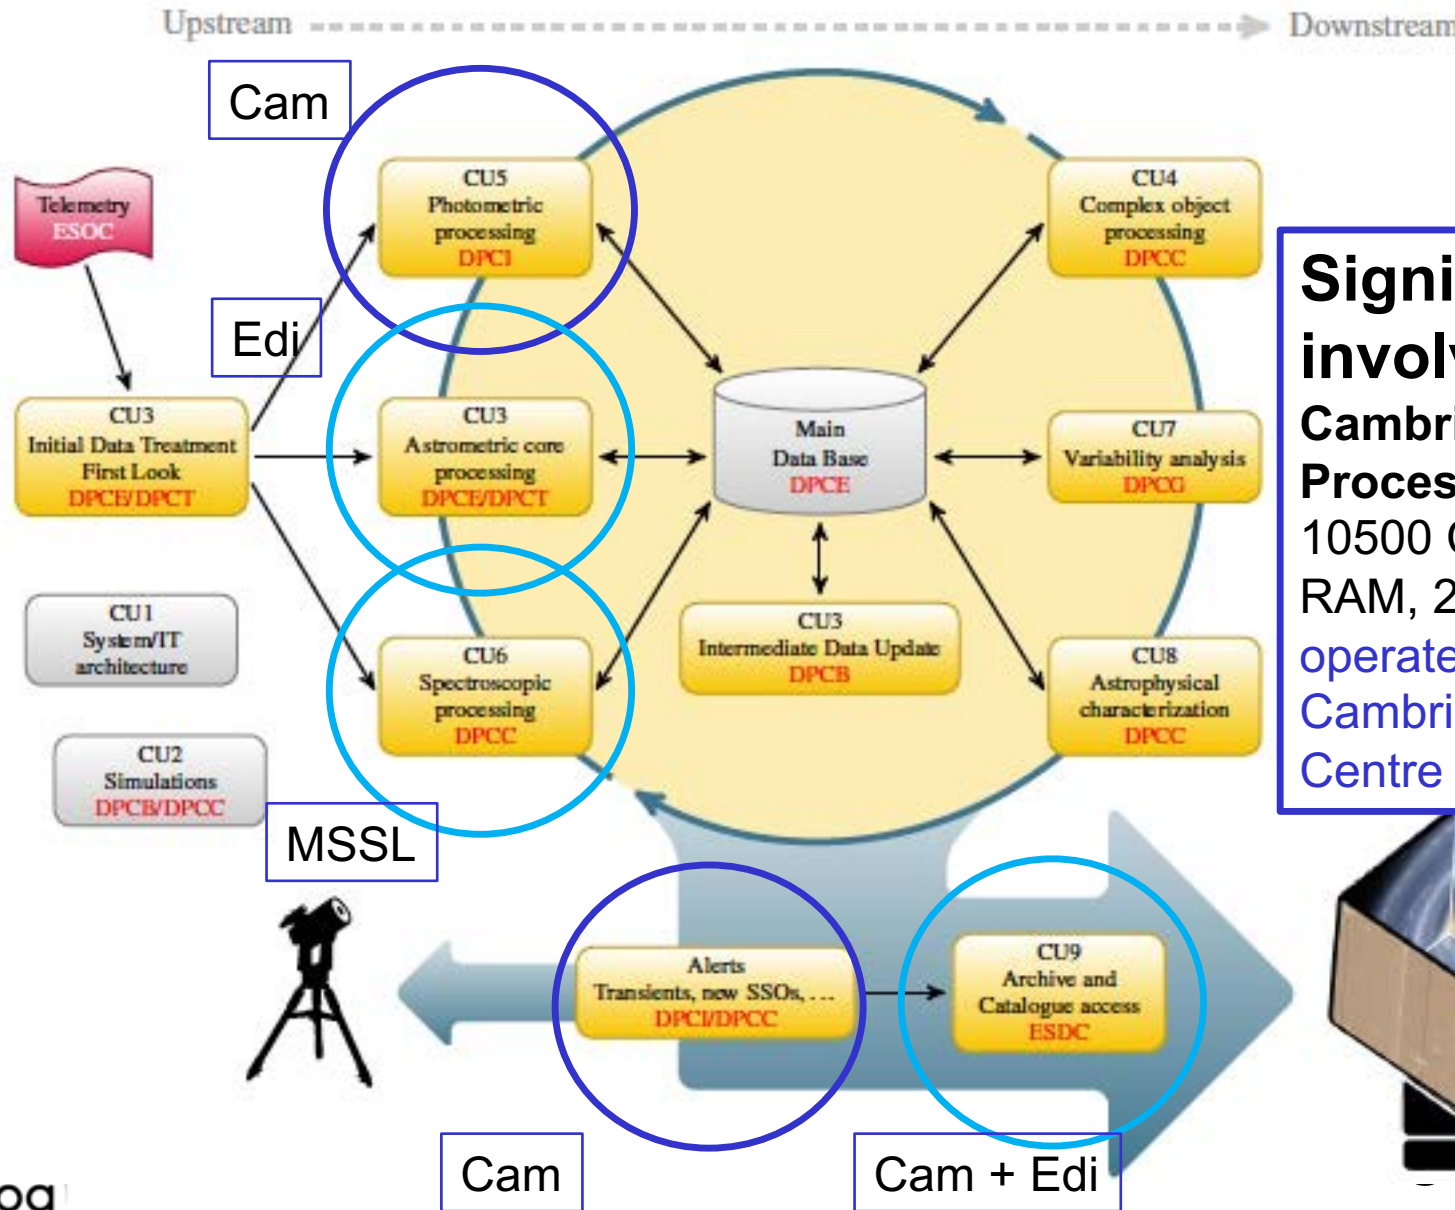 Upstream
Downstream
Cam
Telemetry
ESOC
CU5
Photometric
processing
DPCI
CU4
Complex object
processing
DPCC
Edi
CU3
Initial Data Treatment
First Look
DPCE/DPCT
CU3
Astrometric core
processing
DPCE/DPCT
Main
Data Base
DPCE
CU7
Variability analysis
DPCG
CU1
System/IT
architecture
CU6
Spectroscopic
processing
DPCC
CU3
Intermediate Data Update
DPCB
CU8
Astrophysical
characterization
DPCC
CU2
Simulations
DPCB/DPCC
MSSL
Alerts
Transients, new SSOs, ...
DPCI/DPCC
CU9
Archive and
Catalogue access
ESDC
Cam
Cam + Edi
Signi
involv
Cambri
Proces
10500
RAM, 2
operate
Cambri
Centre